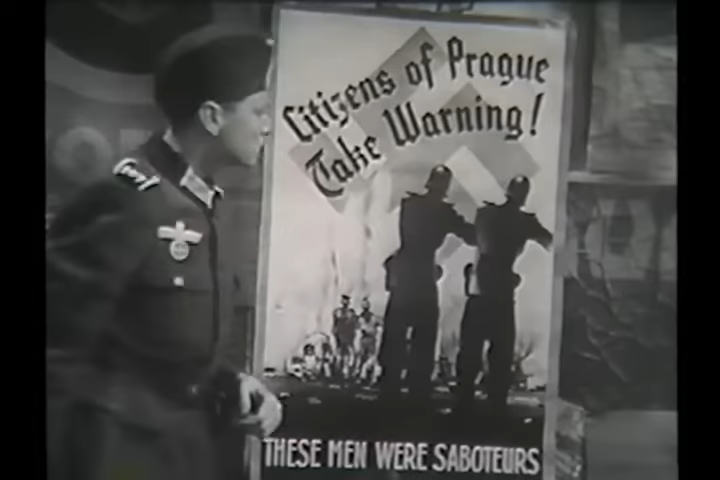 Citizens of Prague
Take Warning!
THESE MEN WERE SABOTEURS